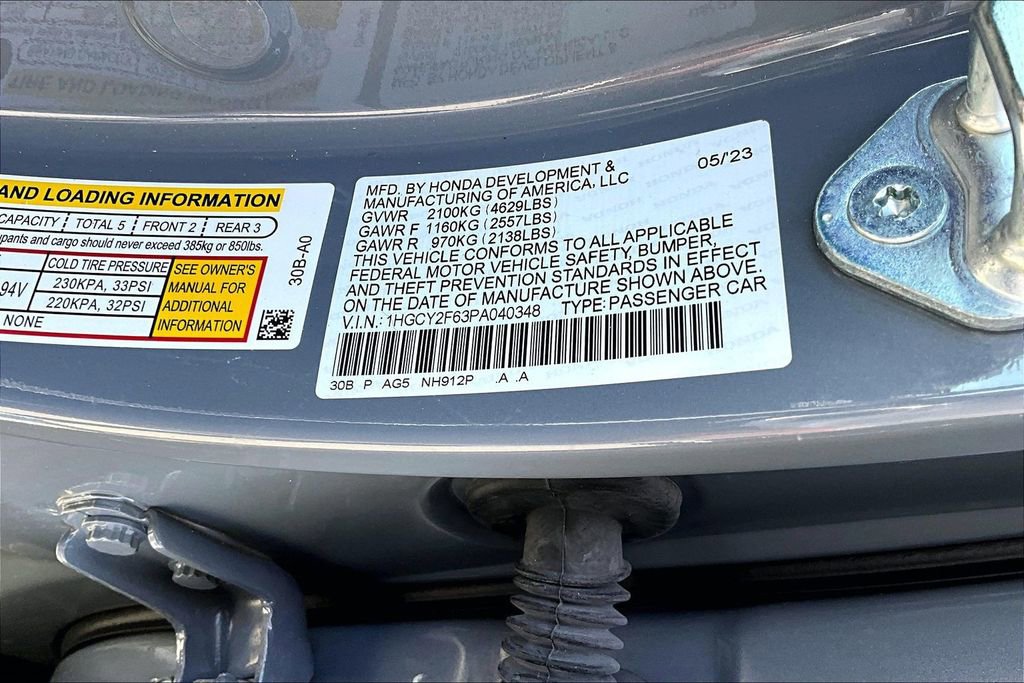 AND LOADING INFORMATION
CAPACITY TOTAL 5 FRONT 2 REAR 3
pants and cargo should never exceed 385kg or 850lbs.
COLD TIRE PRESSURE
94V 230KPA, 33PSI
220KPA, 32PSI
NONE
SEE OWNER'S
MANUAL FOR
ADDITIONAL
INFORMATION
30B-A0
MFD. BY HONDA DEVELOPMENT &
MANUFACTURING OF AMERICA, LLC
05/'23
GVWR 2100KG (4629LBS)
GAWR F 1160KG (2557LBS)
GAWR R 970KG (2138LBS)
THIS VEHICLE CONFORMS TO ALL APPLICABLE
FEDERAL MOTOR VEHICLE SAFETY, BUMPER,
AND THEFT PREVENTION STANDARDS IN EFFECT
ON THE DATE OF MANUFACTURE SHOWN ABOVE.
V.I.N.: 1HGCY2F63PA040348 TYPE: PASSENGER CAR
30B P AG5 NH912P .A .A